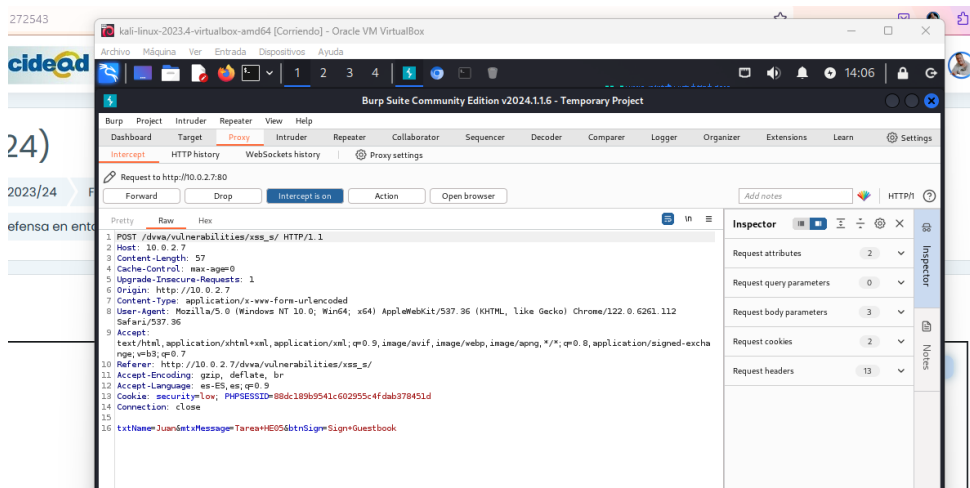 272543
kali-linux-2023.4-virtualbox-amd64 [Corriendo] - Oracle VM VirtualBox
Archivo Máquina Ver Entrada Dispositivos Ayuda
cidead
1 2 3 4
14:06
Burp Suite Community Edition v2024.1.1.6 - Temporary Project
Burp Project Intruder Repeater View Help
Dashboard Target Proxy Intruder Repeater Collaborator Sequencer Decoder Comparer Logger Organizer Extensions Learn Settings
24)
Intercept HTTP history WebSockets history Proxy settings
Request to http://10.0.2.7:80
2023/24 F
Forward Drop Intercept is on Action Open browser Add notes HTTP/1
efensa en ento
Pretty Raw Hex \n
Inspector
1 POST /dvwa/vulnerabilities/xss_s/ HTTP/1.1
2 Host: 10.0.2.7
3 Content-Length: 57
4 Cache-Control: max-age=0
5 Upgrade-Insecure-Requests: 1
6 Origin: http://10.0.2.7
7 Content-Type: application/x-www-form-urlencoded
8 User-Agent: Mozilla/5.0 (Windows NT 10.0; Win64; x64) AppleWebKit/537.36 (KHTML, like Gecko) Chrome/122.0.6261.112
Safari/537.36
9 Accept:
text/html,application/xhtml+xml,application/xml;q=0.9,image/avif,image/webp,image/apng,*/*;q=0.8,application/signed-excha
nge;v=b3;q=0.7
10 Referer: http://10.0.2.7/dvwa/vulnerabilities/xss_s/
11 Accept-Encoding: gzip, deflate, br
12 Accept-Language: es-ES,es;q=0.9
13 Cookie: security=low; PHPSESSID=88dc189b9541c602955c4fdab378451d
14 Connection: close
15
16 txtName=Juan&mtxMessage=Tarea+HE05&btnSign=Sign+Guestbook
Request attributes 2
Request query parameters 0
Request body parameters 3
Request cookies 2
Request headers 13
Inspector
Notes